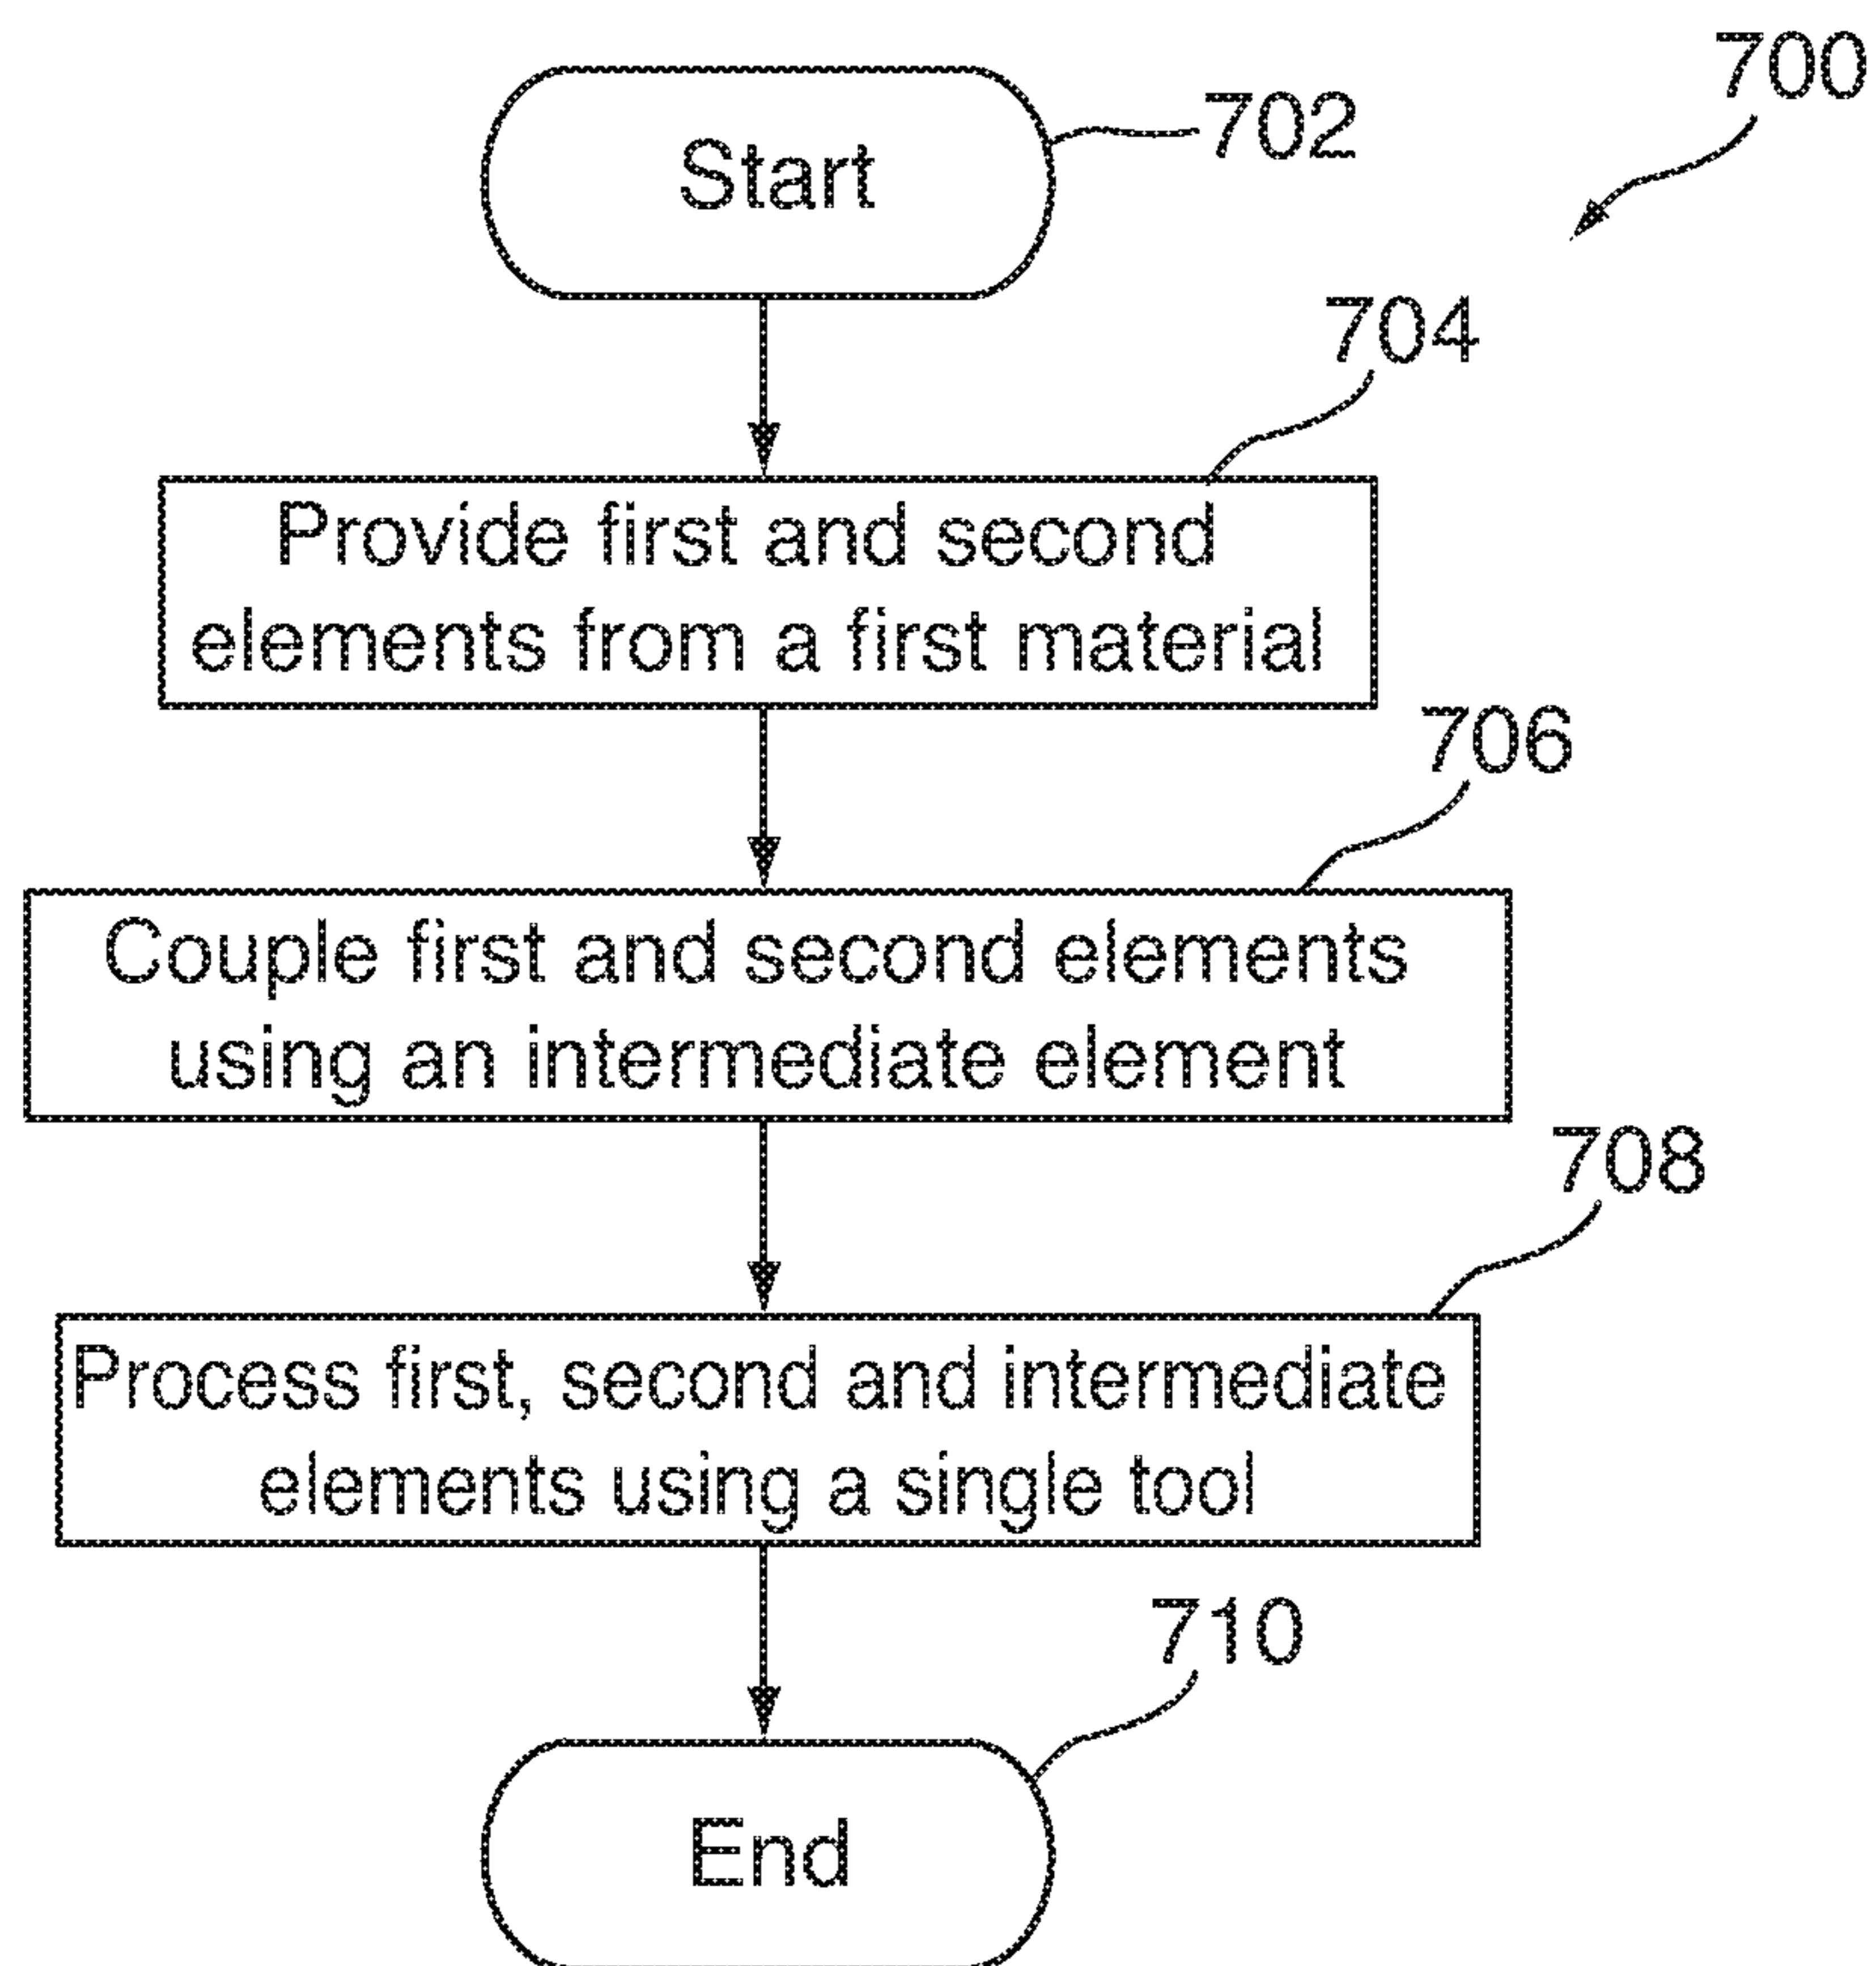 700
Start
702
704
Provide first and second
elements from a first material
706
Couple first and second elements
using an intermediate element
708
Process first, second and intermediate
elements using a single tool
710
End